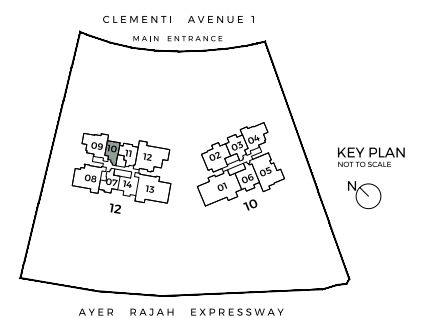 CLEMENTI AVENUE 1
MAIN ENTRANCE
09 10 11 12
02 03 04
08 07 14 13
01 06 05
12
10
KEY PLAN
NOT TO SCALE
N
AYER RAJAH EXPRESSWAY